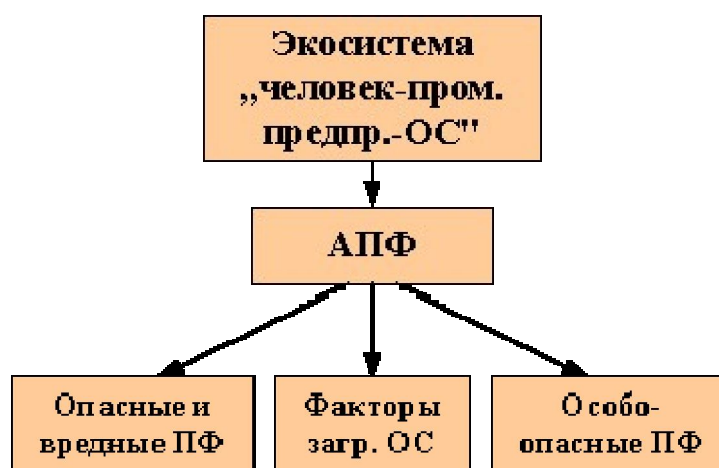 Экосистема
„человек-пром.
предпр.-ОС"
АПФ
Опасные и
вредные ПФ
Факторы
загр. ОС
Особо-
опасные ПФ